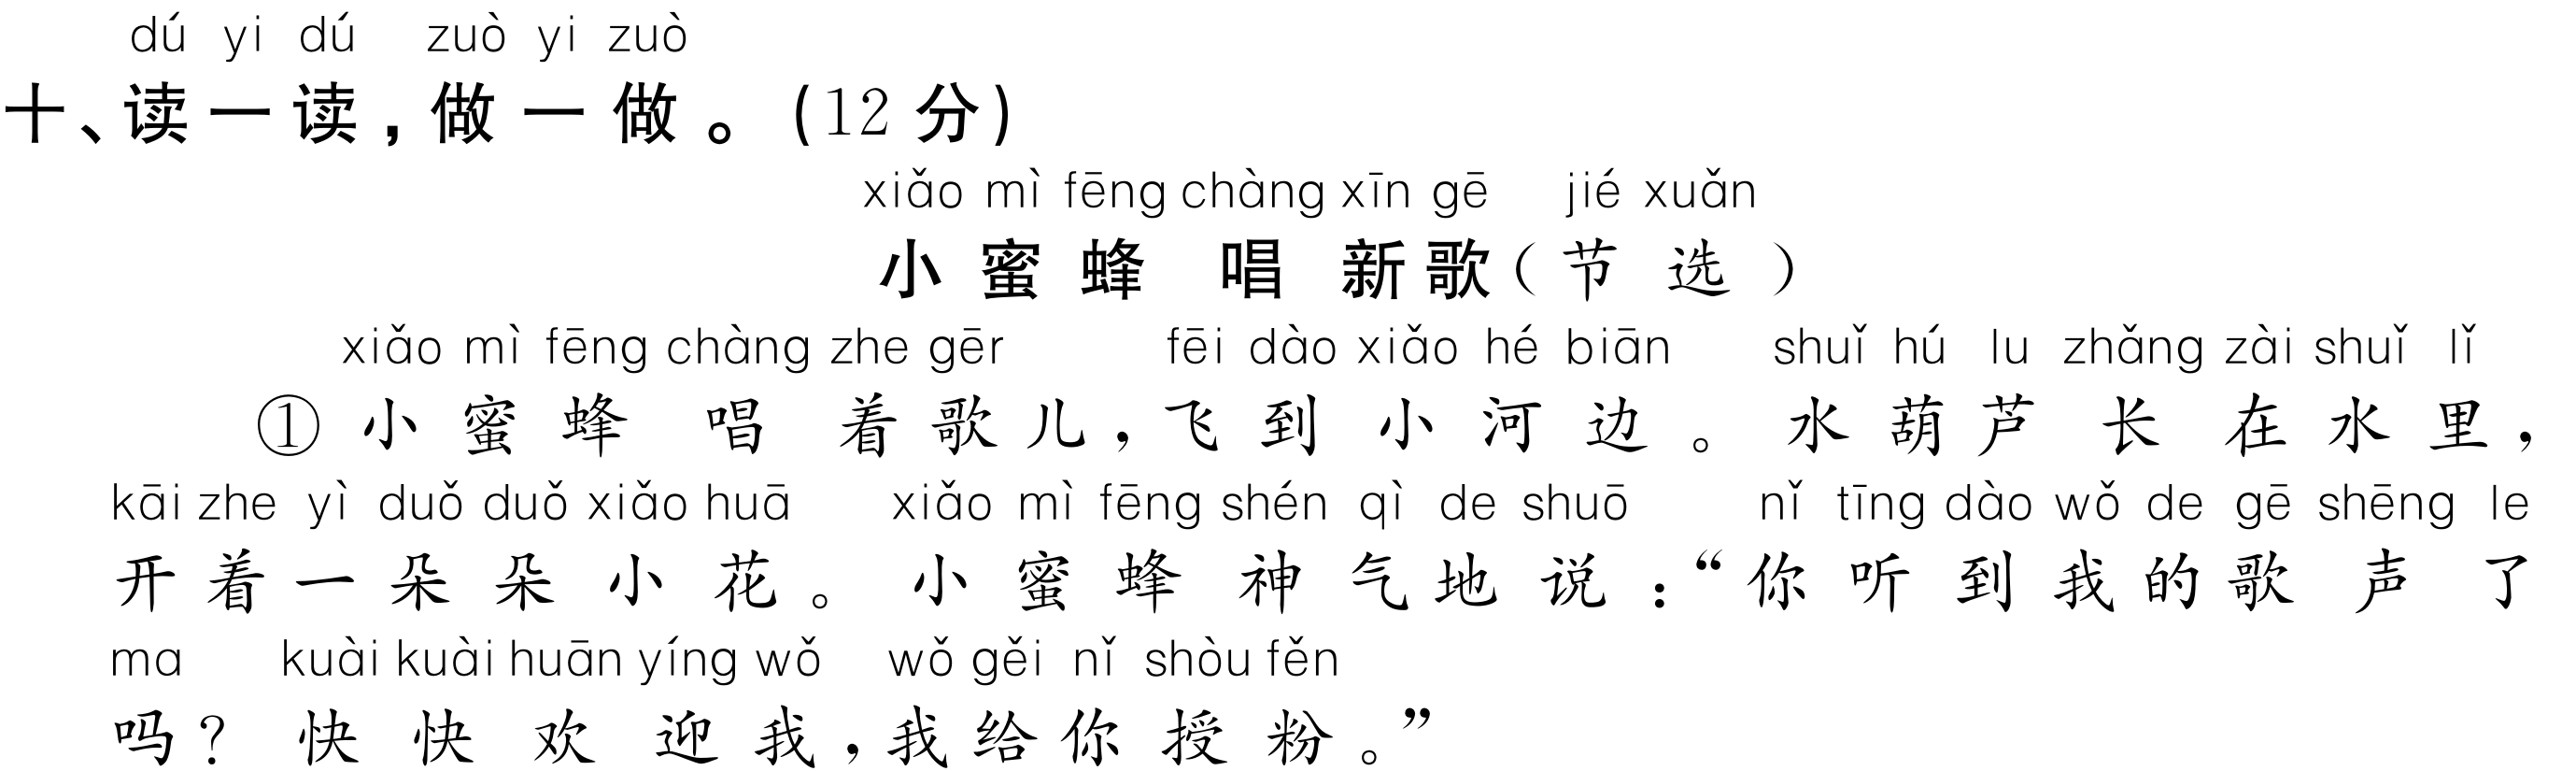 dú yi dú zuò yi zuò
十、读一读,做一做。(12 分)
xiǎo mì fēng chàng xīn gē jié xuǎn
小蜜蜂唱新歌(节选)
xiǎo mì fēng chàng zhe gēr fēi dào xiǎo hé biān shuǐ hú lu zhǎng zài shuǐ lǐ
①小蜜蜂唱着歌儿,飞到小河边。水葫芦长在水里,
kāi zhe yì duǒ duǒ xiǎo huā xiǎo mì fēng shén qì de shuō nǐ tīng dào wǒ de gē shēng le
开着一朵朵小花。小蜜蜂神气地说:“你听到我的歌声了
ma kuài kuài huān yíng wǒ wǒ gěi nǐ shòu fěn
吗?快快欢迎我,我给你授粉。”